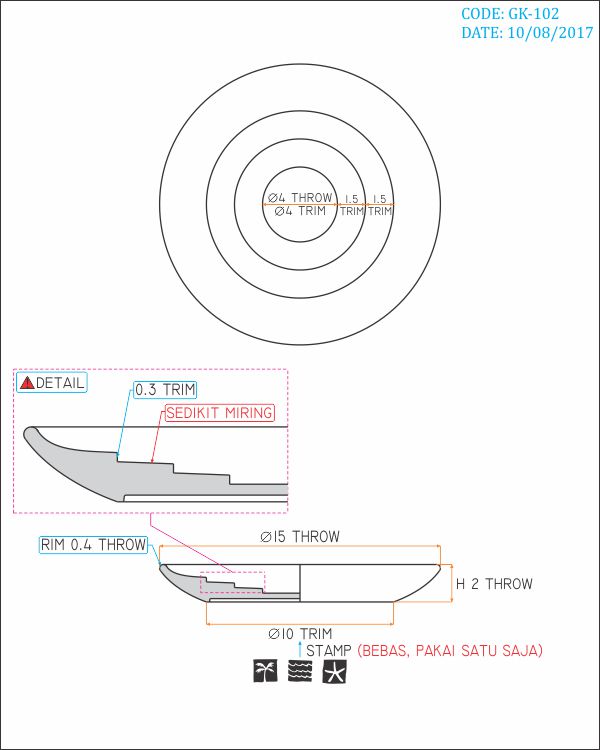 CODE: GK-102
DATE: 10/08/2017
Ø4 THROW
Ø4 TRIM
1.5
TRIM
1.5
TRIM
DETAIL
0.3 TRIM
SEDIKIT MIRING
RIM 0.4 THROW
Ø15 THROW
H 2 THROW
Ø10 TRIM
STAMP (BEBAS, PAKAI SATU SAJA)